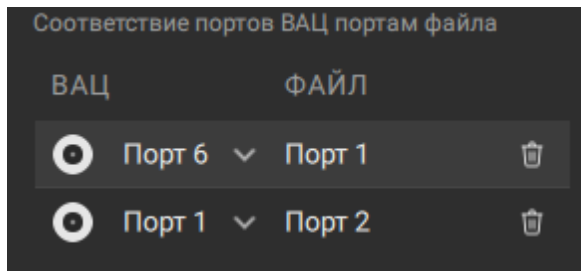 Соответствие портов ВАЦ портам файла
ВАЦ ФАЙЛ
Порт 6 Порт 1
Порт 1 Порт 2